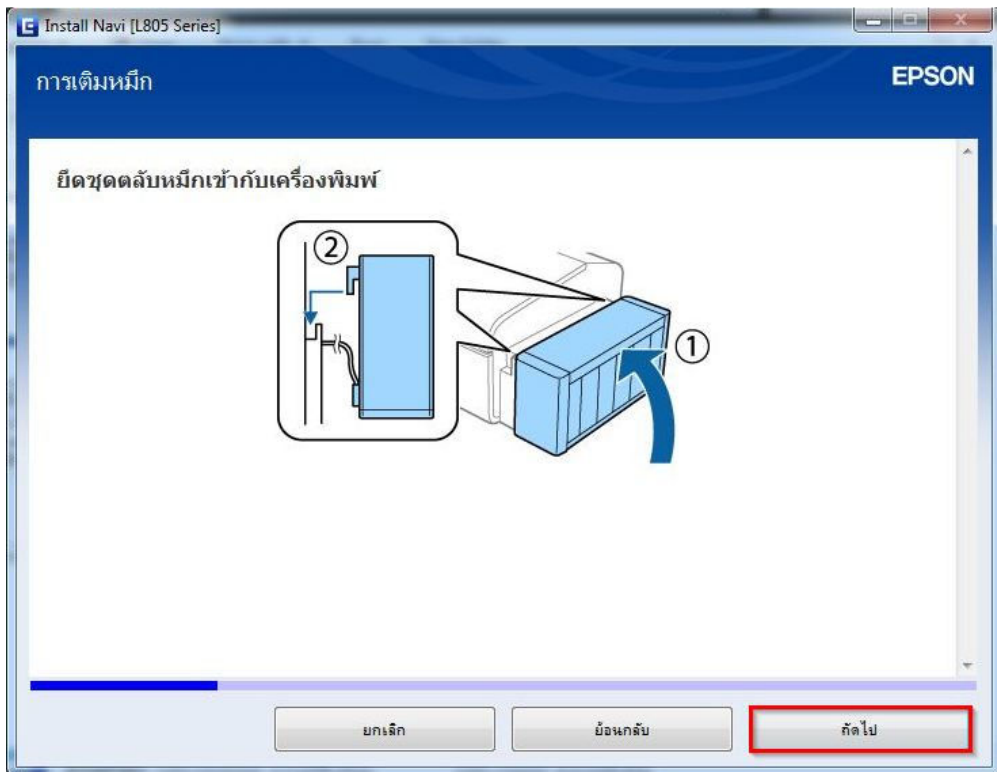 Install Navi [L805 Series]
การเติมหมึก
EPSON
ยึดชุดตลับหมึกเข้ากับเครื่องพิมพ์
②
①
ยกเลิก
ย้อนกลับ
ถัดไป